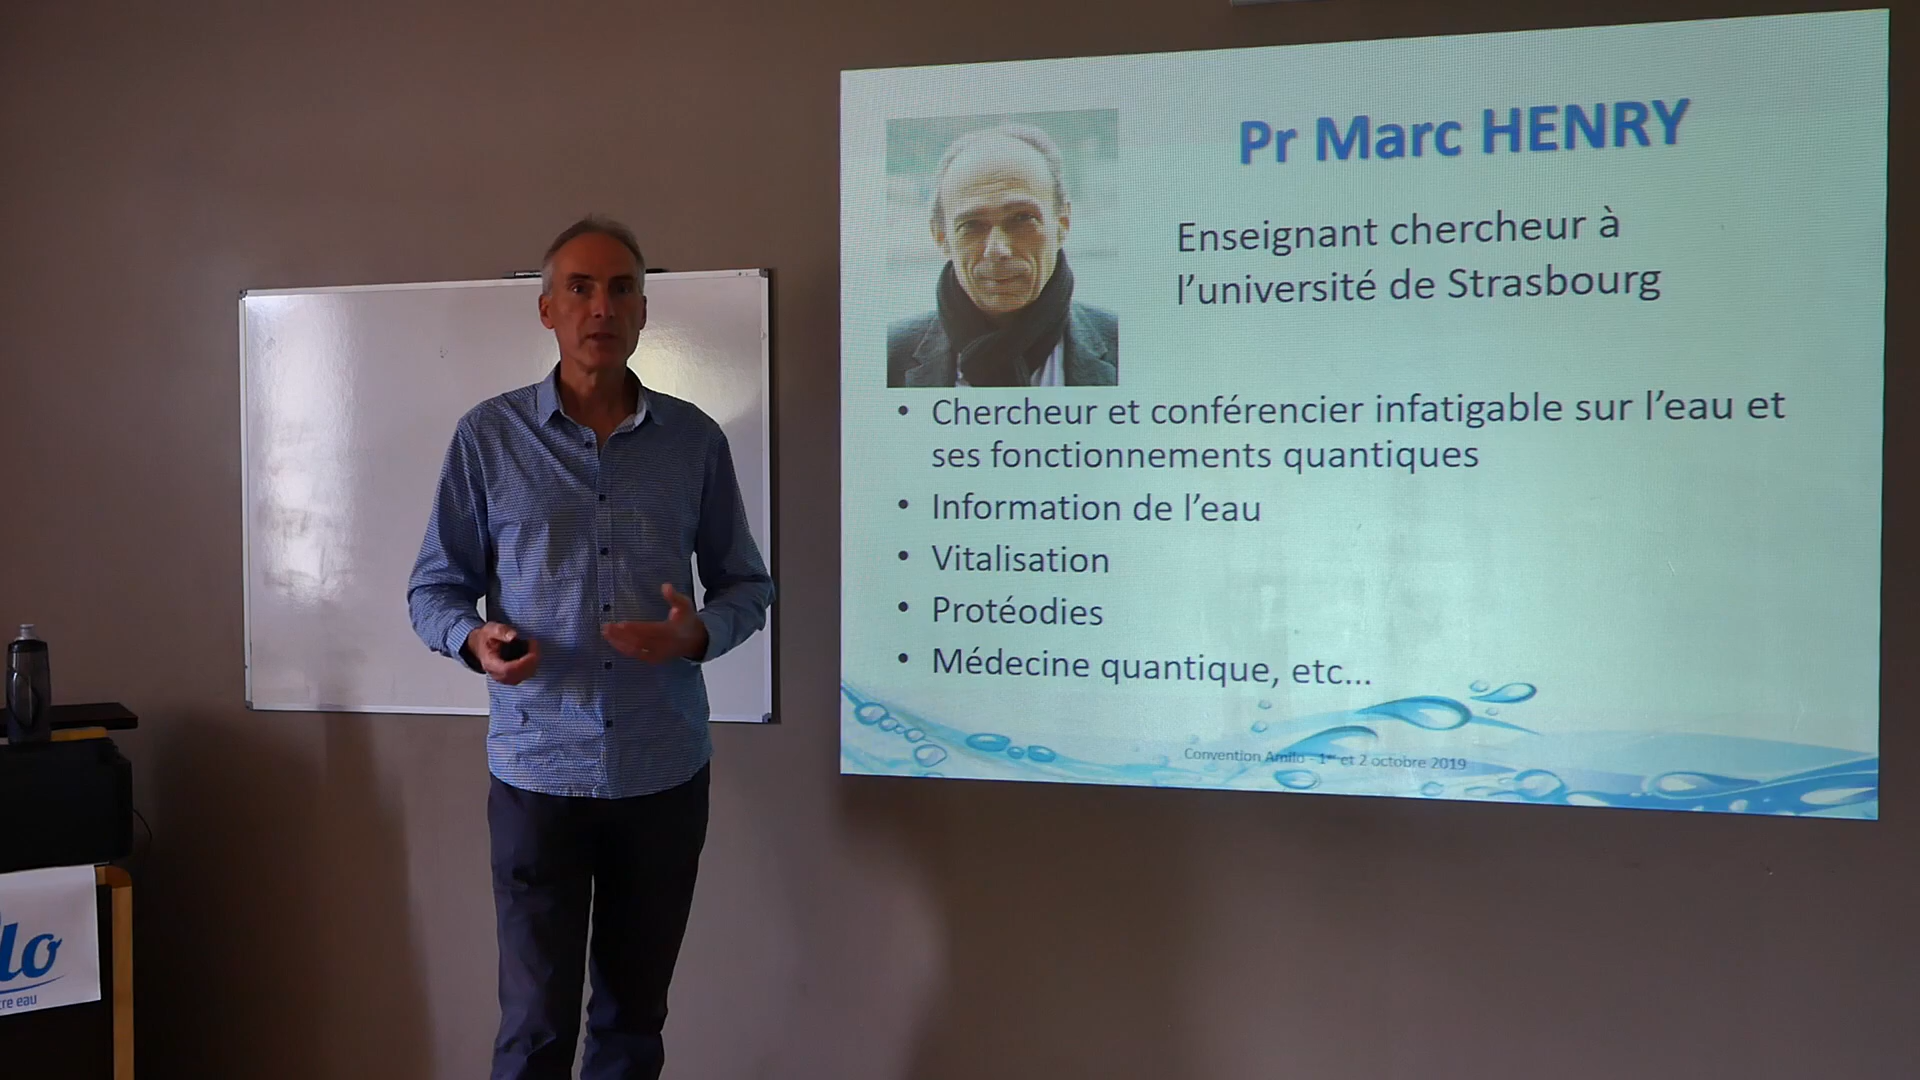 Pr Marc HENRY
Enseignant chercheur à
l'université de Strasbourg
• Chercheur et conférencier infatigable sur l'eau et
ses fonctionnements quantiques
• Information de l'eau
• Vitalisation
• Protéodies
• Médecine quantique, etc...
Convention Amilo - 1er et 2 octobre 2019
lo
tre eau